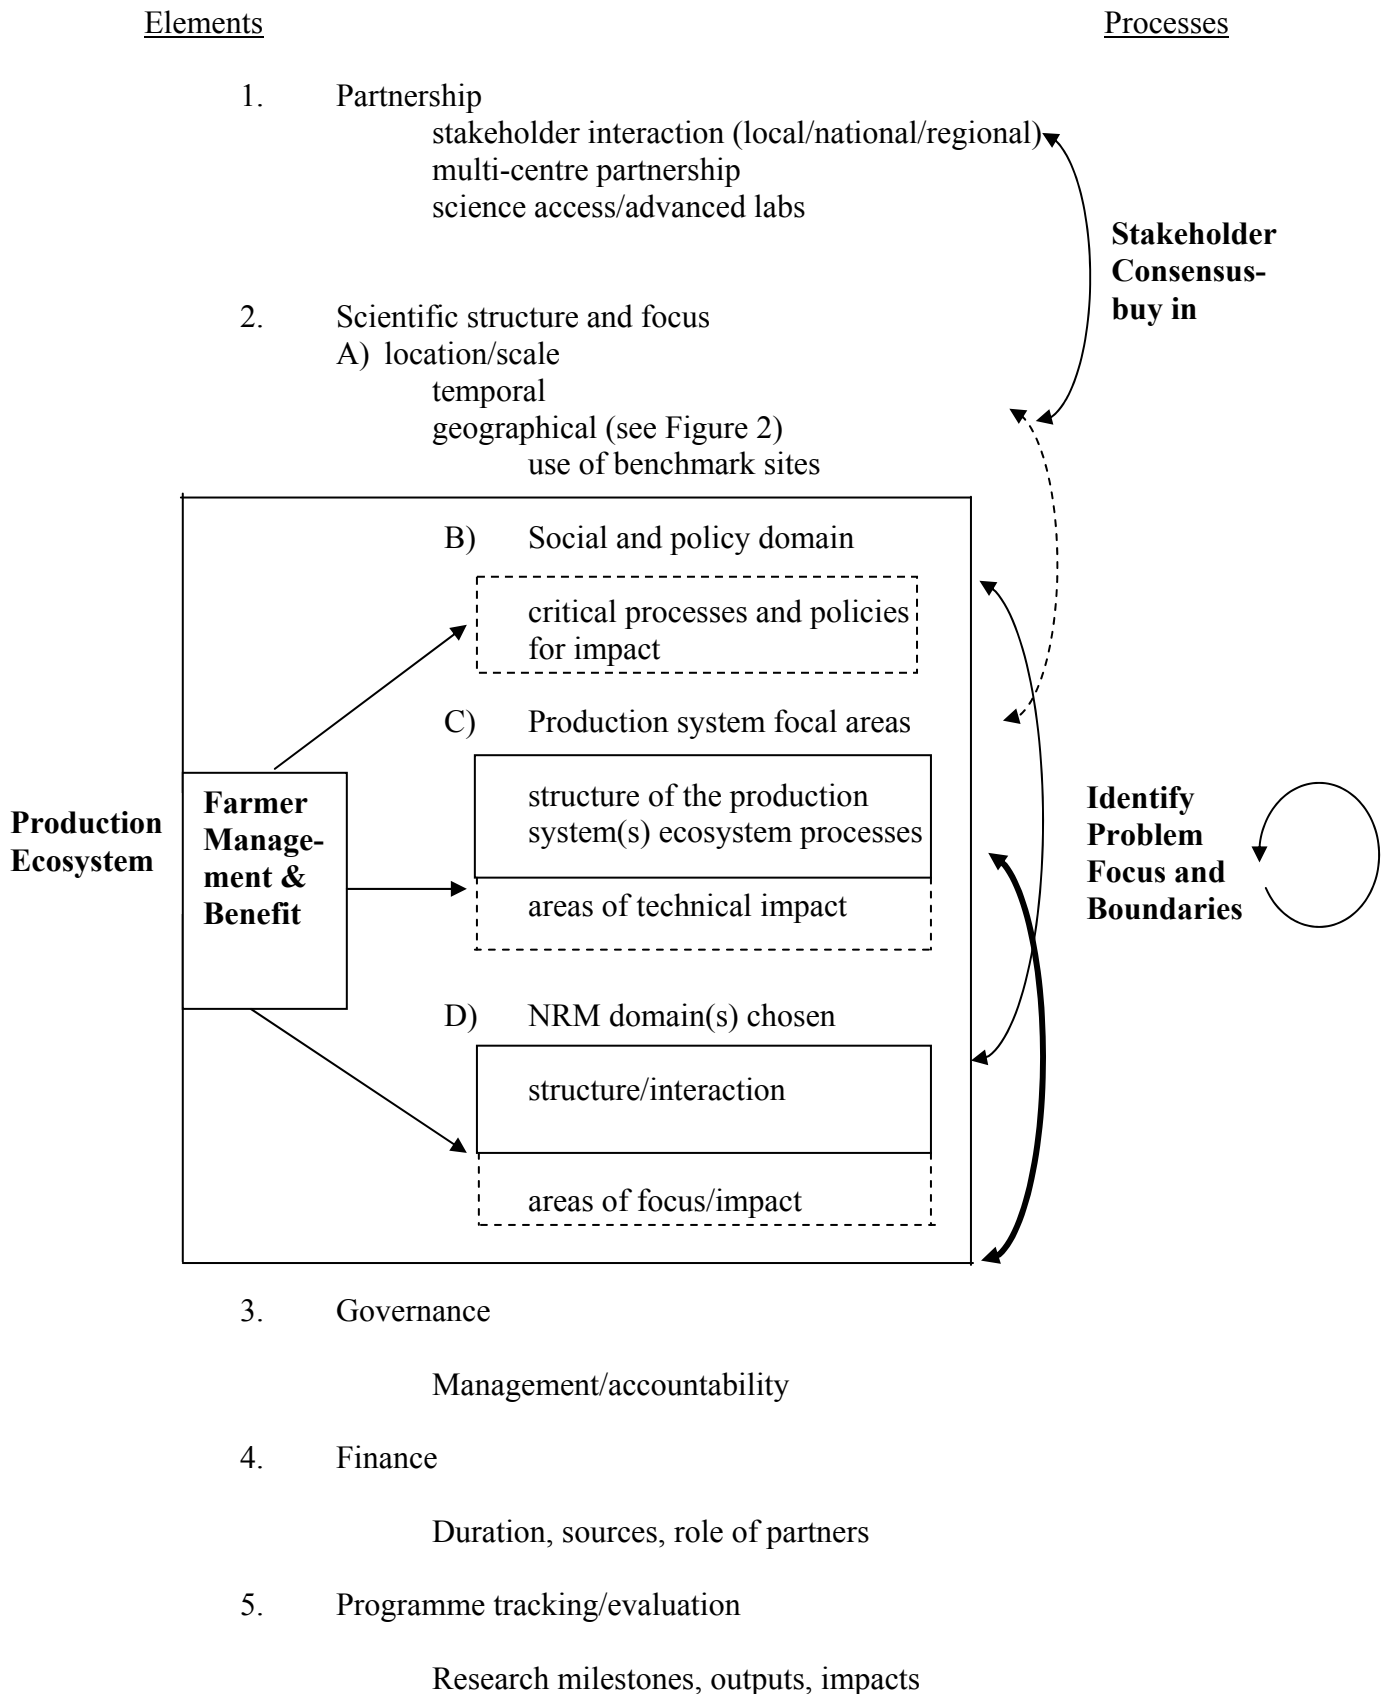 Elements
Processes
1. Partnership
stakeholder interaction (local/national/regional)
multi-centre partnership
science access/advanced labs
Stakeholder
Consensus-
buy in
2. Scientific structure and focus
A) location/scale
temporal
geographical (see Figure 2)
use of benchmark sites
B) Social and policy domain
critical processes and policies
for impact
C) Production system focal areas
structure of the production
system(s) ecosystem processes
areas of technical impact
Production
Ecosystem
Farmer
Manage-
ment &
Benefit
Identify
Problem
Focus and
Boundaries
D) NRM domain(s) chosen
structure/interaction
areas of focus/impact
3. Governance
Management/accountability
4. Finance
Duration, sources, role of partners
5. Programme tracking/evaluation
Research milestones, outputs, impacts